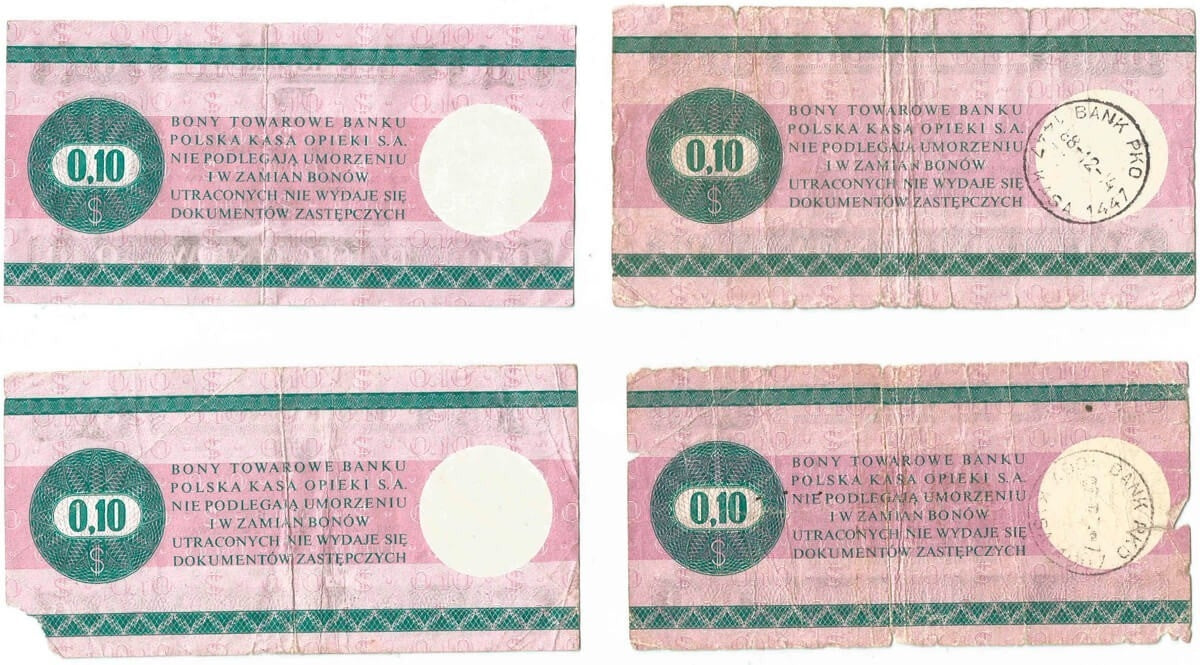 0,10
$
BONY TOWAROWE BANKU
POLSKA KASA OPIEKI S.A.
NIE PODLEGAJĄ UMORZENIU
I W ZAMIAN BONÓW
UTRACONYCH NIE WYDAJE SIĘ
DOKUMENTÓW ZASTĘPCZYCH
0,10
$
BONY TOWAROWE BANKU
POLSKA KASA OPIEKI S.A.
NIE PODLEGAJĄ UMORZENIU
I W ZAMIAN BONÓW
UTRACONYCH NIE WYDAJE SIĘ
DOKUMENTÓW ZASTĘPCZYCH
BANK PKO
1447
0,10
$
BONY TOWAROWE BANKU
POLSKA KASA OPIEKI S.A.
NIE PODLEGAJĄ UMORZENIU
I W ZAMIAN BONÓW
UTRACONYCH NIE WYDAJE SIĘ
DOKUMENTÓW ZASTĘPCZYCH
0,10
$
BONY TOWAROWE BANKU
POLSKA KASA OPIEKI S.A.
NIE PODLEGAJĄ UMORZENIU
I W ZAMIAN BONÓW
UTRACONYCH NIE WYDAJE SIĘ
DOKUMENTÓW ZASTĘPCZYCH
BANK PKO